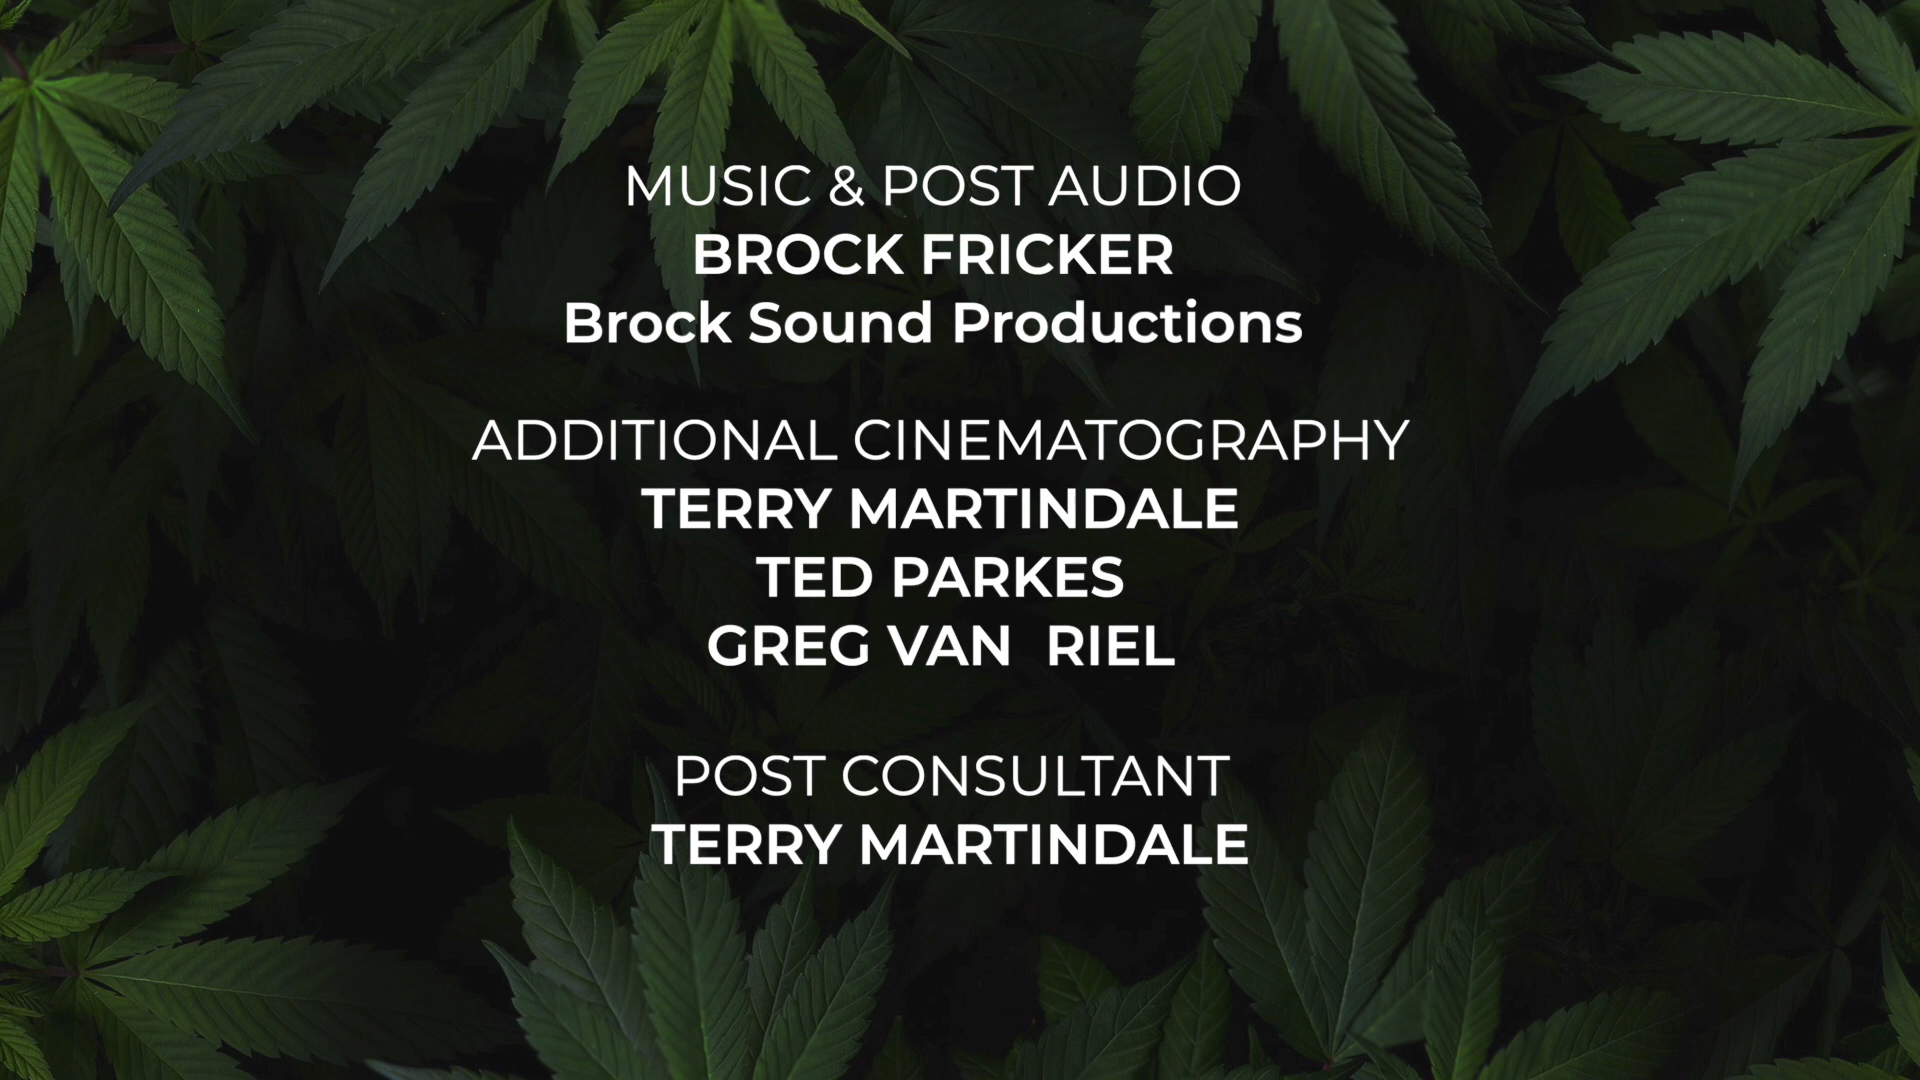 MUSIC & POST AUDIO
BROCK FRICKER
Brock Sound Productions
ADDITIONAL CINEMATOGRAPHY
TERRY MARTINDALE
TED PARKES
GREG VAN  RIEL
POST CONSULTANT
TERRY MARTINDALE